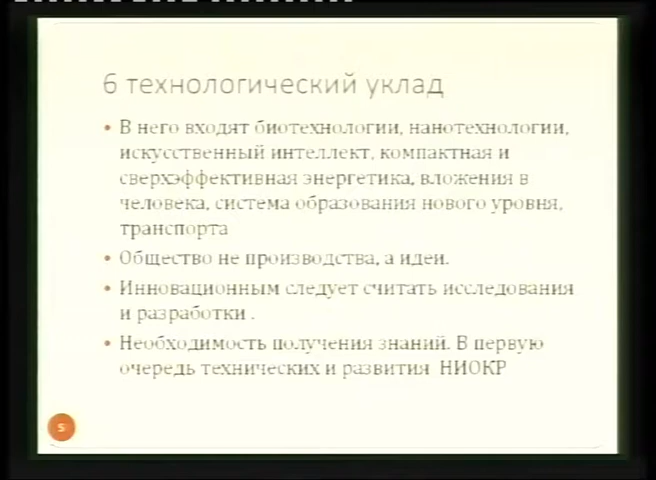 6 технологический уклад
• В него входят биотехнологии, нанотехнологии,
искусственный интеллект, компактная и
сверхэффективная энергетика, вложения в
человека, система образования нового уровня,
транспорта
• Общество не производства, а идеи.
• Инновационным следует считать исследования
и разработки .
• Необходимость получения знаний. В первую
очередь технических и развития НИОКР
5